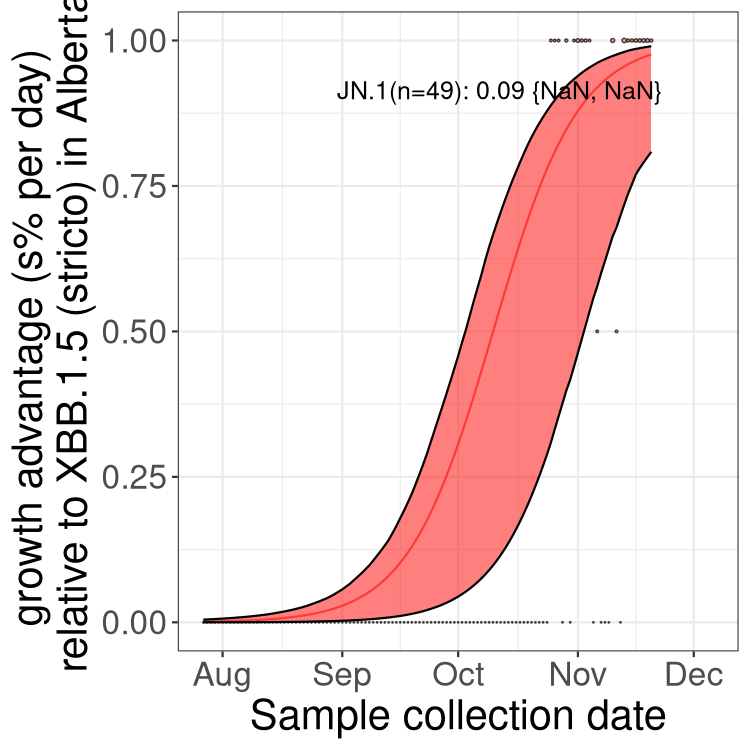 growth advantage (s% per day)
relative to XBB.1.5 (stricto) in Alberta
1.00
0.75
0.50
0.25
0.00
JN.1(n=49): 0.09 {NaN, NaN}
Aug Sep Oct Nov Dec
Sample collection date